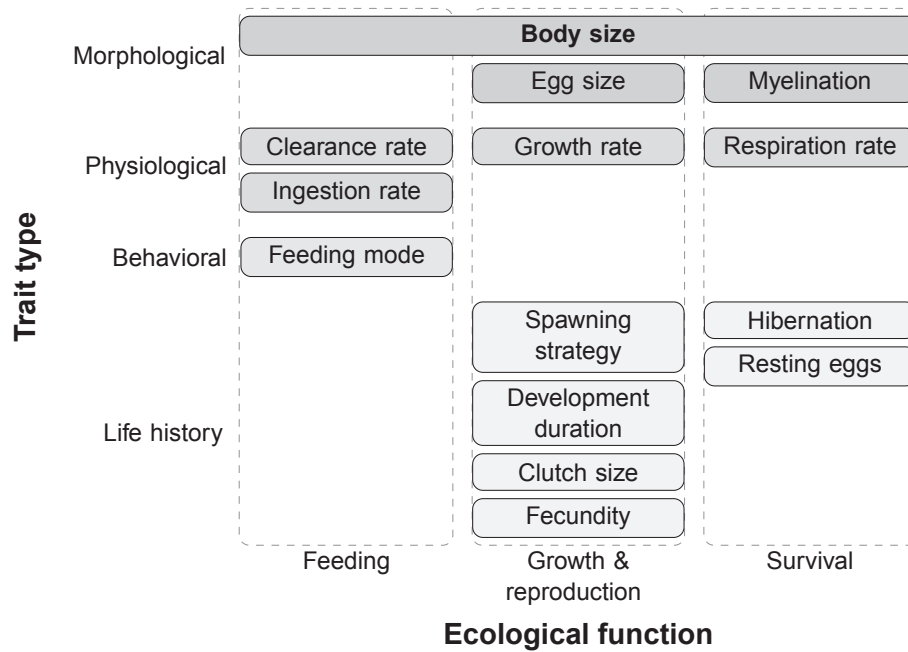 Body size
Morphological
Egg size
Myelination
Clearance rate
Growth rate
Respiration rate
Physiological
Ingestion rate
Behavioral
Feeding mode
Spawning
strategy
Hibernation
Resting eggs
Development
duration
Life history
Clutch size
Fecundity
Trait type
Feeding
Growth &
reproduction
Survival
Ecological function